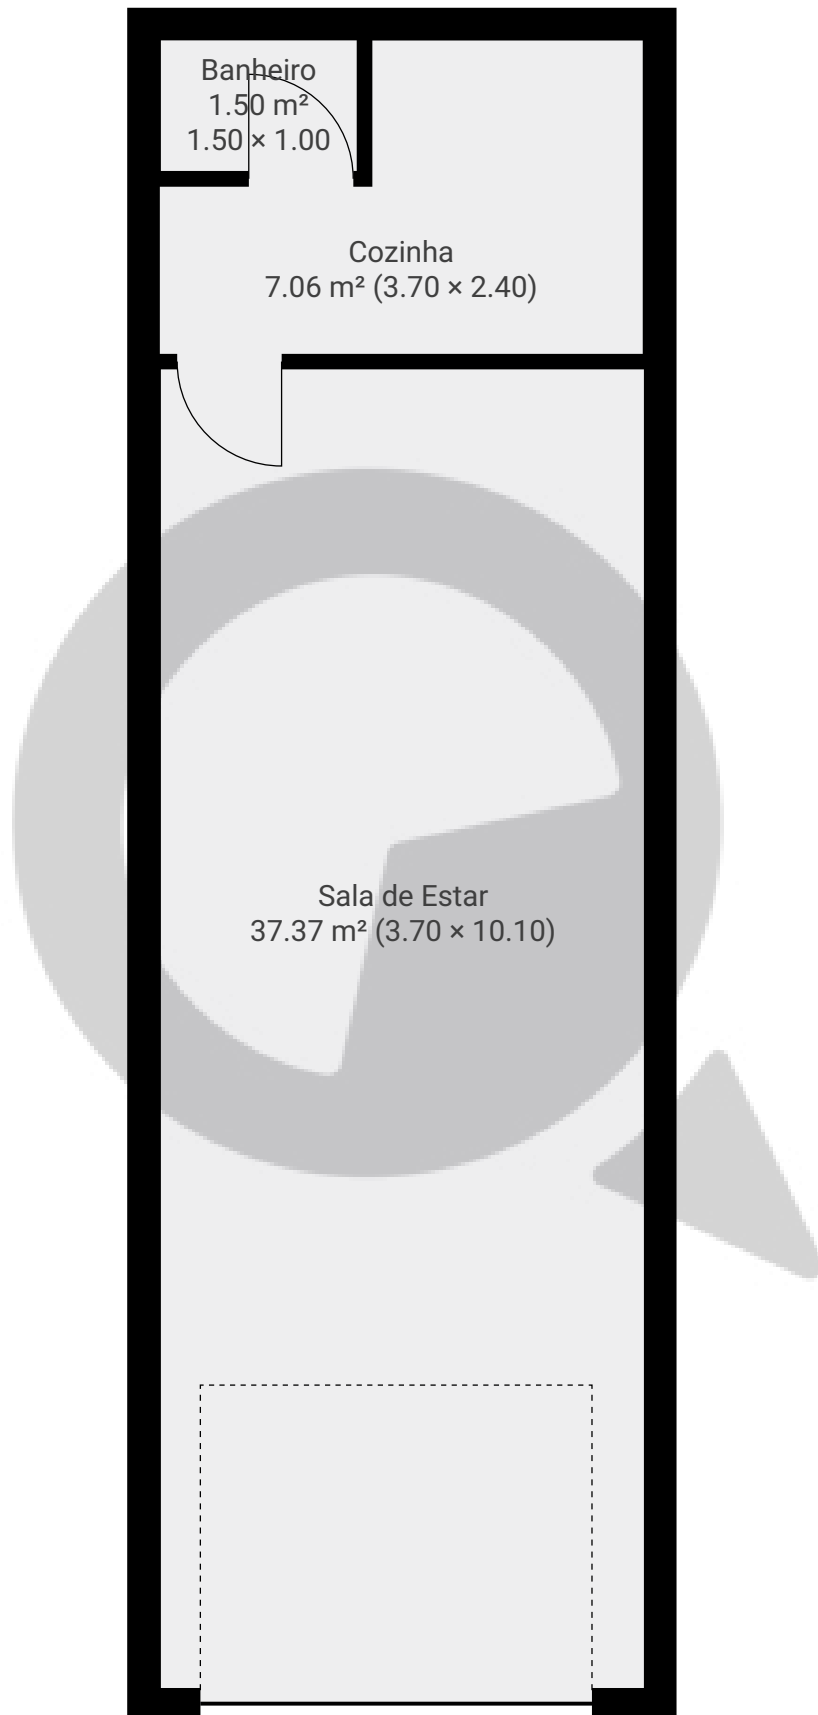 Banheiro
1.50 m²
1.50 × 1.00
Cozinha
7.06 m² (3.70 × 2.40)
Sala de Estar
37.37 m² (3.70 × 10.10)